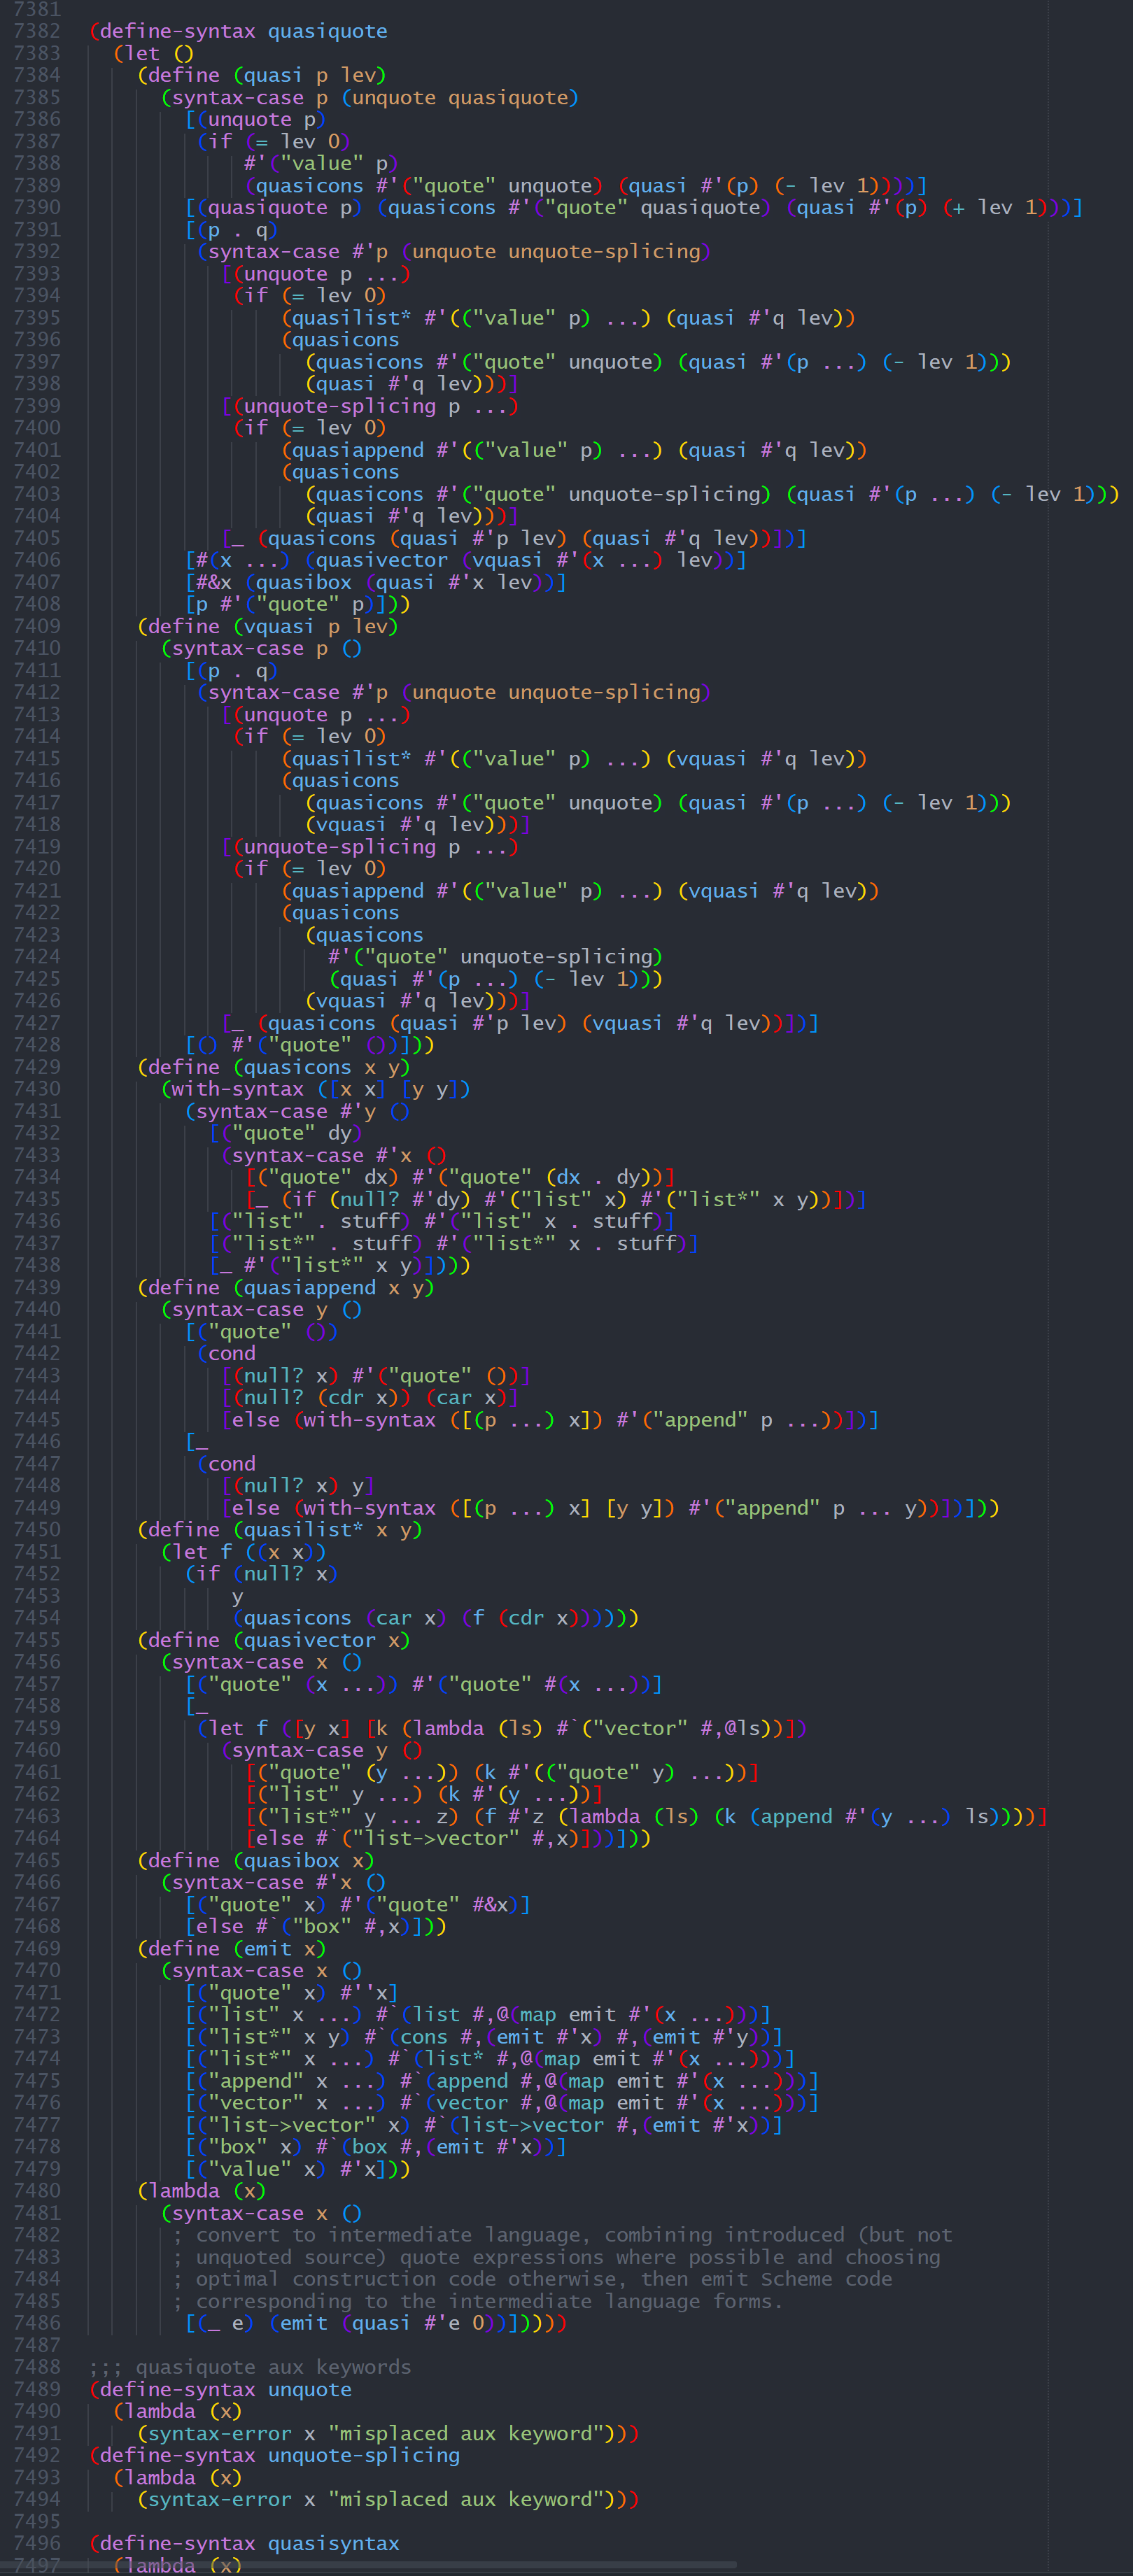 7381
7382 (define-syntax quasiquote
7383   (let ()
7384     (define (quasi p lev)
7385       (syntax-case p (unquote quasiquote)
7386         [(unquote p)
7387          (if (= lev 0)
7388              #'("value" p)
7389              (quasicons #'("quote" unquote) (quasi #'(p) (- lev 1))))]
7390         [(quasiquote p) (quasicons #'("quote" quasiquote) (quasi #'(p) (+ lev 1)))]
7391         [(p . q)
7392          (syntax-case #'p (unquote unquote-splicing)
7393            [(unquote p ...)
7394             (if (= lev 0)
7395                 (quasilist* #'(("value" p) ...) (quasi #'q lev))
7396                 (quasicons
7397                   (quasicons #'("quote" unquote) (quasi #'(p ...) (- lev 1)))
7398                   (quasi #'q lev)))]
7399            [(unquote-splicing p ...)
7400             (if (= lev 0)
7401                 (quasiappend #'(("value" p) ...) (quasi #'q lev))
7402                 (quasicons
7403                   (quasicons #'("quote" unquote-splicing) (quasi #'(p ...) (- lev 1)))
7404                   (quasi #'q lev)))]
7405            [_ (quasicons (quasi #'p lev) (quasi #'q lev))])]
7406         [#(x ...) (quasivector (vquasi #'(x ...) lev))]
7407         [#&x (quasibox (quasi #'x lev))]
7408         [p #'("quote" p)]))
7409     (define (vquasi p lev)
7410       (syntax-case p ()
7411         [(p . q)
7412          (syntax-case #'p (unquote unquote-splicing)
7413            [(unquote p ...)
7414             (if (= lev 0)
7415                 (quasilist* #'(("value" p) ...) (vquasi #'q lev))
7416                 (quasicons
7417                   (quasicons #'("quote" unquote) (quasi #'(p ...) (- lev 1)))
7418                   (vquasi #'q lev)))]
7419            [(unquote-splicing p ...)
7420             (if (= lev 0)
7421                 (quasiappend #'(("value" p) ...) (vquasi #'q lev))
7422                 (quasicons
7423                   (quasicons
7424                     #'("quote" unquote-splicing)
7425                     (quasi #'(p ...) (- lev 1)))
7426                   (vquasi #'q lev)))]
7427            [_ (quasicons (quasi #'p lev) (vquasi #'q lev))])]
7428         [() #'("quote" ())]))
7429     (define (quasicons x y)
7430       (with-syntax ([x x] [y y])
7431         (syntax-case #'y ()
7432           [("quote" dy)
7433            (syntax-case #'x ()
7434              [("quote" dx) #'("quote" (dx . dy))]
7435              [_ (if (null? #'dy) #'("list" x) #'("list*" x y))])]
7436           [("list" . stuff) #'("list" x . stuff)]
7437           [("list*" . stuff) #'("list*" x . stuff)]
7438           [_ #'("list*" x y)])))
7439     (define (quasiappend x y)
7440       (syntax-case y ()
7441         [("quote" ())
7442          (cond
7443            [(null? x) #'("quote" ())]
7444            [(null? (cdr x)) (car x)]
7445            [else (with-syntax ([(p ...) x]) #'("append" p ...))])]
7446         [_
7447          (cond
7448            [(null? x) y]
7449            [else (with-syntax ([(p ...) x] [y y]) #'("append" p ... y))])]))
7450     (define (quasilist* x y)
7451       (let f ((x x))
7452         (if (null? x)
7453             y
7454             (quasicons (car x) (f (cdr x))))))
7455     (define (quasivector x)
7456       (syntax-case x ()
7457         [("quote" (x ...)) #'("quote" #(x ...))]
7458         [_
7459          (let f ([y x] [k (lambda (ls) #`("vector" #,@ls))])
7460            (syntax-case y ()
7461              [("quote" (y ...)) (k #'(("quote" y) ...))]
7462              [("list" y ...) (k #'(y ...))]
7463              [("list*" y ... z) (f #'z (lambda (ls) (k (append #'(y ...) ls))))]
7464              [else #`("list->vector" #,x)]))]))
7465     (define (quasibox x)
7466       (syntax-case #'x ()
7467         [("quote" x) #'("quote" #&x)]
7468         [else #`("box" #,x)]))
7469     (define (emit x)
7470       (syntax-case x ()
7471         [("quote" x) #''x]
7472         [("list" x ...) #`(list #,@(map emit #'(x ...)))]
7473         [("list*" x y) #`(cons #,(emit #'x) #,(emit #'y))]
7474         [("list*" x ...) #`(list* #,@(map emit #'(x ...)))]
7475         [("append" x ...) #`(append #,@(map emit #'(x ...)))]
7476         [("vector" x ...) #`(vector #,@(map emit #'(x ...)))]
7477         [("list->vector" x) #`(list->vector #,(emit #'x))]
7478         [("box" x) #`(box #,(emit #'x))]
7479         [("value" x) #'x]))
7480     (lambda (x)
7481       (syntax-case x ()
7482        ; convert to intermediate language, combining introduced (but not
7483        ; unquoted source) quote expressions where possible and choosing
7484        ; optimal construction code otherwise, then emit Scheme code
7485        ; corresponding to the intermediate language forms.
7486         [(_ e) (emit (quasi #'e 0))]))))
7487
7488 ;;; quasiquote aux keywords
7489 (define-syntax unquote
7490   (lambda (x)
7491     (syntax-error x "misplaced aux keyword")))
7492 (define-syntax unquote-splicing
7493   (lambda (x)
7494     (syntax-error x "misplaced aux keyword")))
7495
7496 (define-syntax quasisyntax
7497   (lambda (x)